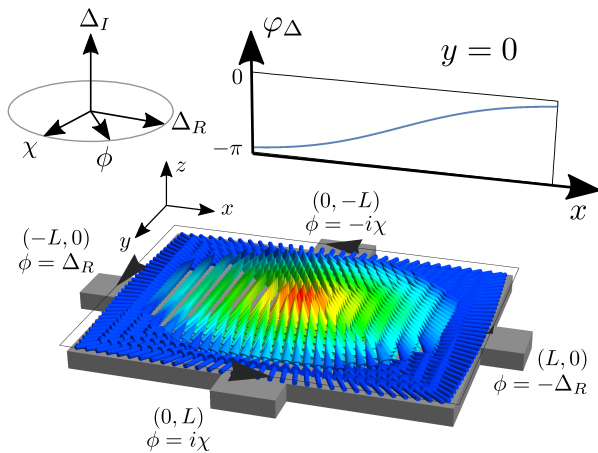 Δ_I
Δ_R
χ
ϕ
φ_Δ
y = 0
0
−π
x
z
x
y
(0, −L)
ϕ = −iχ
(−L, 0)
ϕ = Δ_R
(L, 0)
ϕ = −Δ_R
(0, L)
ϕ = iχ